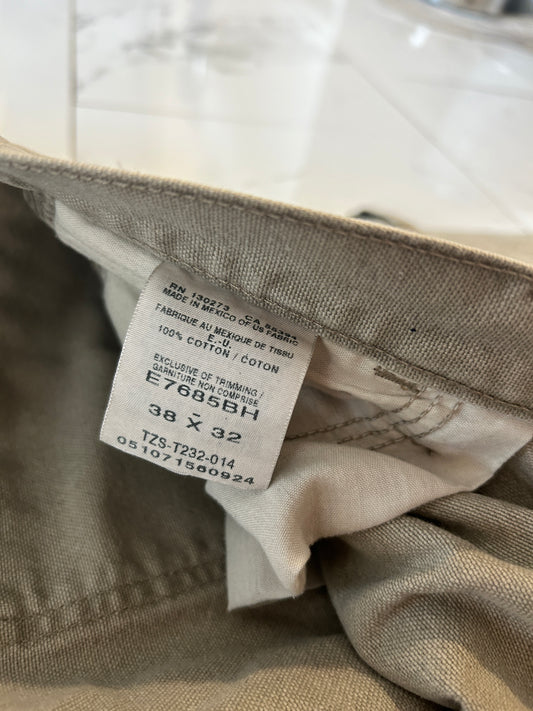 RN 130273 CA
MADE IN MEXICO OF US FABRIC
FABRIQUE AU MEXIQUE DE TISSU
E.-U.
100% COTTON / COTON
EXCLUSIVE OF TRIMMING /
GARNITURE NON COMPRISE
E7685BH
-
38 X 32
TZS-T232-014
051071560924